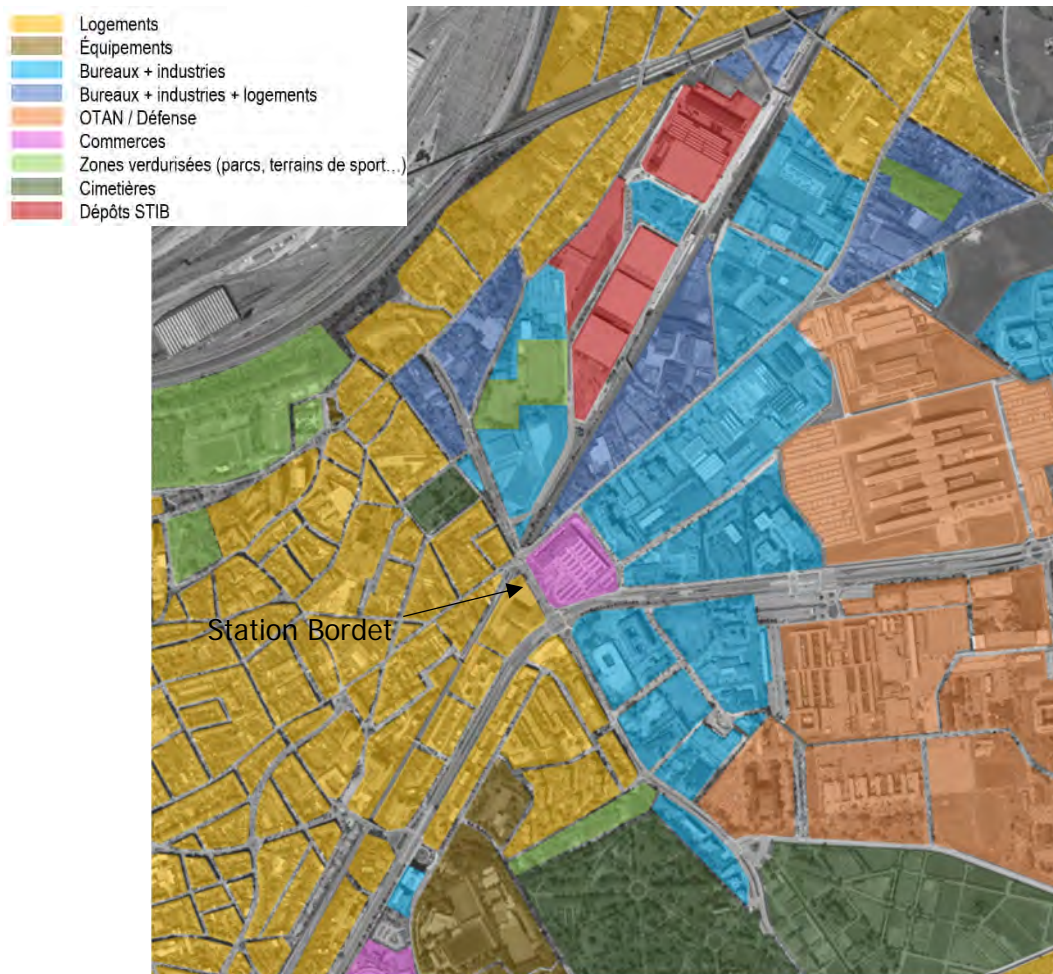 Logements
Équipements
Bureaux + industries
Bureaux + industries + logements
OTAN / Défense
Commerces
Zones verdurisées (parcs, terrains de sport…)
Cimetières
Dépôts STIB
Station Bordet